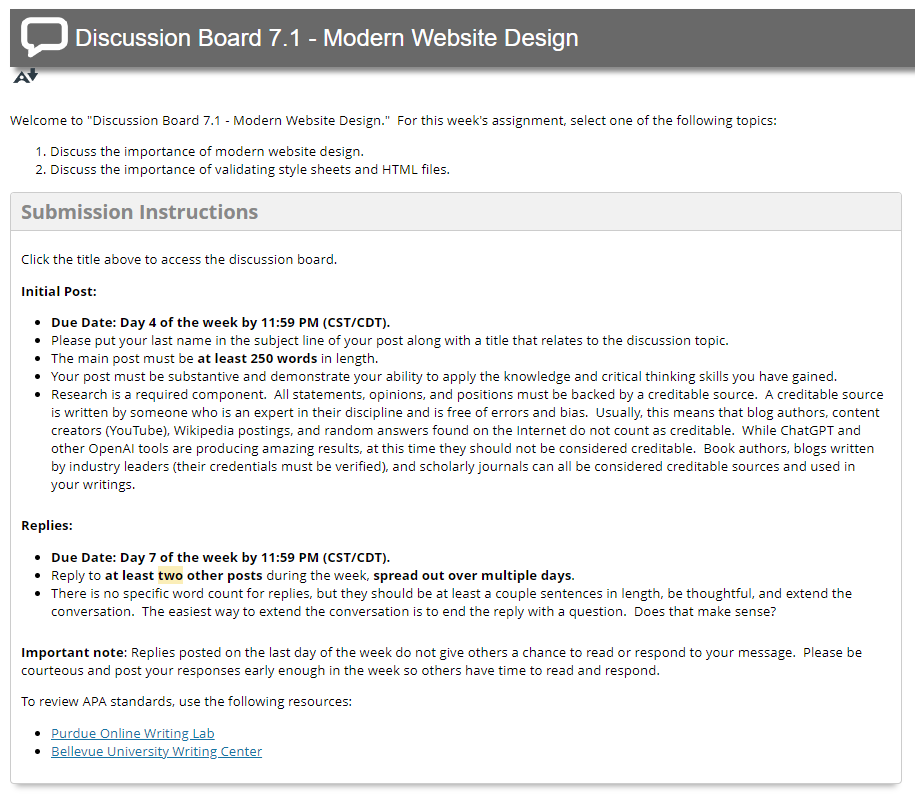 Discussion Board 7.1 - Modern Website Design
A
Welcome to "Discussion Board 7.1 - Modern Website Design."  For this week's assignment, select one of the following topics:
1. Discuss the importance of modern website design.
2. Discuss the importance of validating style sheets and HTML files.
Submission Instructions
Click the title above to access the discussion board.
Initial Post:
• Due Date: Day 4 of the week by 11:59 PM (CST/CDT).
• Please put your last name in the subject line of your post along with a title that relates to the discussion topic.
• The main post must be at least 250 words in length.
• Your post must be substantive and demonstrate your ability to apply the knowledge and critical thinking skills you have gained.
• Research is a required component.  All statements, opinions, and positions must be backed by a creditable source.  A creditable source
is written by someone who is an expert in their discipline and is free of errors and bias.  Usually, this means that blog authors, content
creators (YouTube), Wikipedia postings, and random answers found on the Internet do not count as creditable.  While ChatGPT and
other OpenAI tools are producing amazing results, at this time they should not be considered creditable.  Book authors, blogs written
by industry leaders (their credentials must be verified), and scholarly journals can all be considered creditable sources and used in
your writings.
Replies:
• Due Date: Day 7 of the week by 11:59 PM (CST/CDT).
• Reply to at least two other posts during the week, spread out over multiple days.
• There is no specific word count for replies, but they should be at least a couple sentences in length, be thoughtful, and extend the
conversation.  The easiest way to extend the conversation is to end the reply with a question.  Does that make sense?
Important note: Replies posted on the last day of the week do not give others a chance to read or respond to your message.  Please be
courteous and post your responses early enough in the week so others have time to read and respond.
To review APA standards, use the following resources:
• Purdue Online Writing Lab
• Bellevue University Writing Center